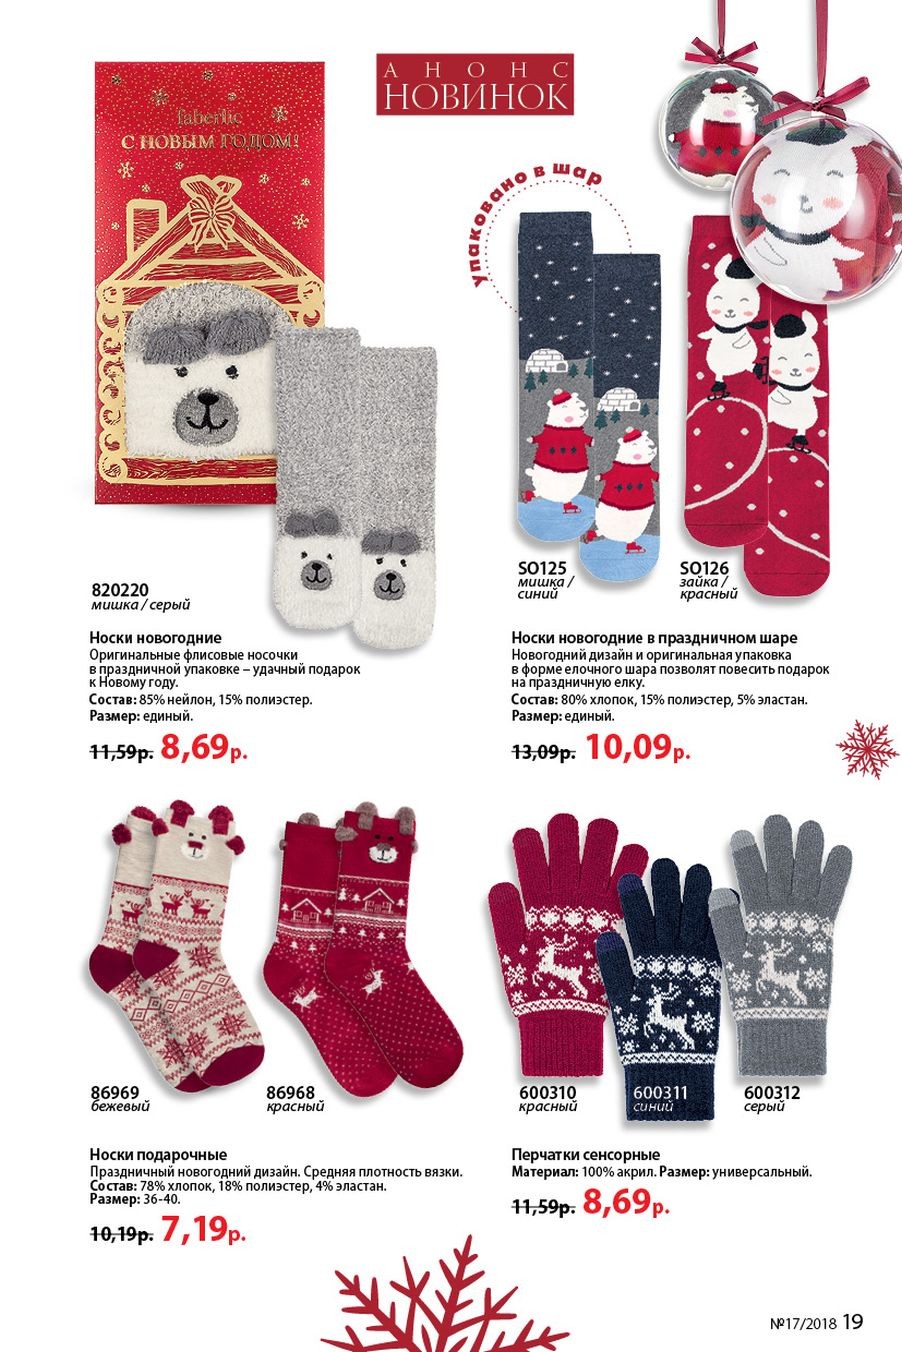 АНОНС
НОВИНОК
faberlic
С НОВЫМ ГОДОМ!
упаковано в шар
820220
мишка / серый
Носки новогодние
Оригинальные флисовые носочки
в праздничной упаковке – удачный подарок
к Новому году.
Состав: 85% нейлон, 15% полиэстер.
Размер: единый.
11,59р. 8,69р.
SO125
мишка /
синий
SO126
зайка /
красный
Носки новогодние в праздничном шаре
Новогодний дизайн и оригинальная упаковка
в форме елочного шара позволят повесить подарок
на праздничную елку.
Состав: 80% хлопок, 15% полиэстер, 5% эластан.
Размер: единый.
13,09р. 10,09р.
86969
бежевый
86968
красный
Носки подарочные
Праздничный новогодний дизайн. Средняя плотность вязки.
Состав: 78% хлопок, 18% полиэстер, 4% эластан.
Размер: 36-40.
10,19р. 7,19р.
600310
красный
600311
синий
600312
серый
Перчатки сенсорные
Материал: 100% акрил. Размер: универсальный.
11,59р. 8,69р.
№17/2018 19